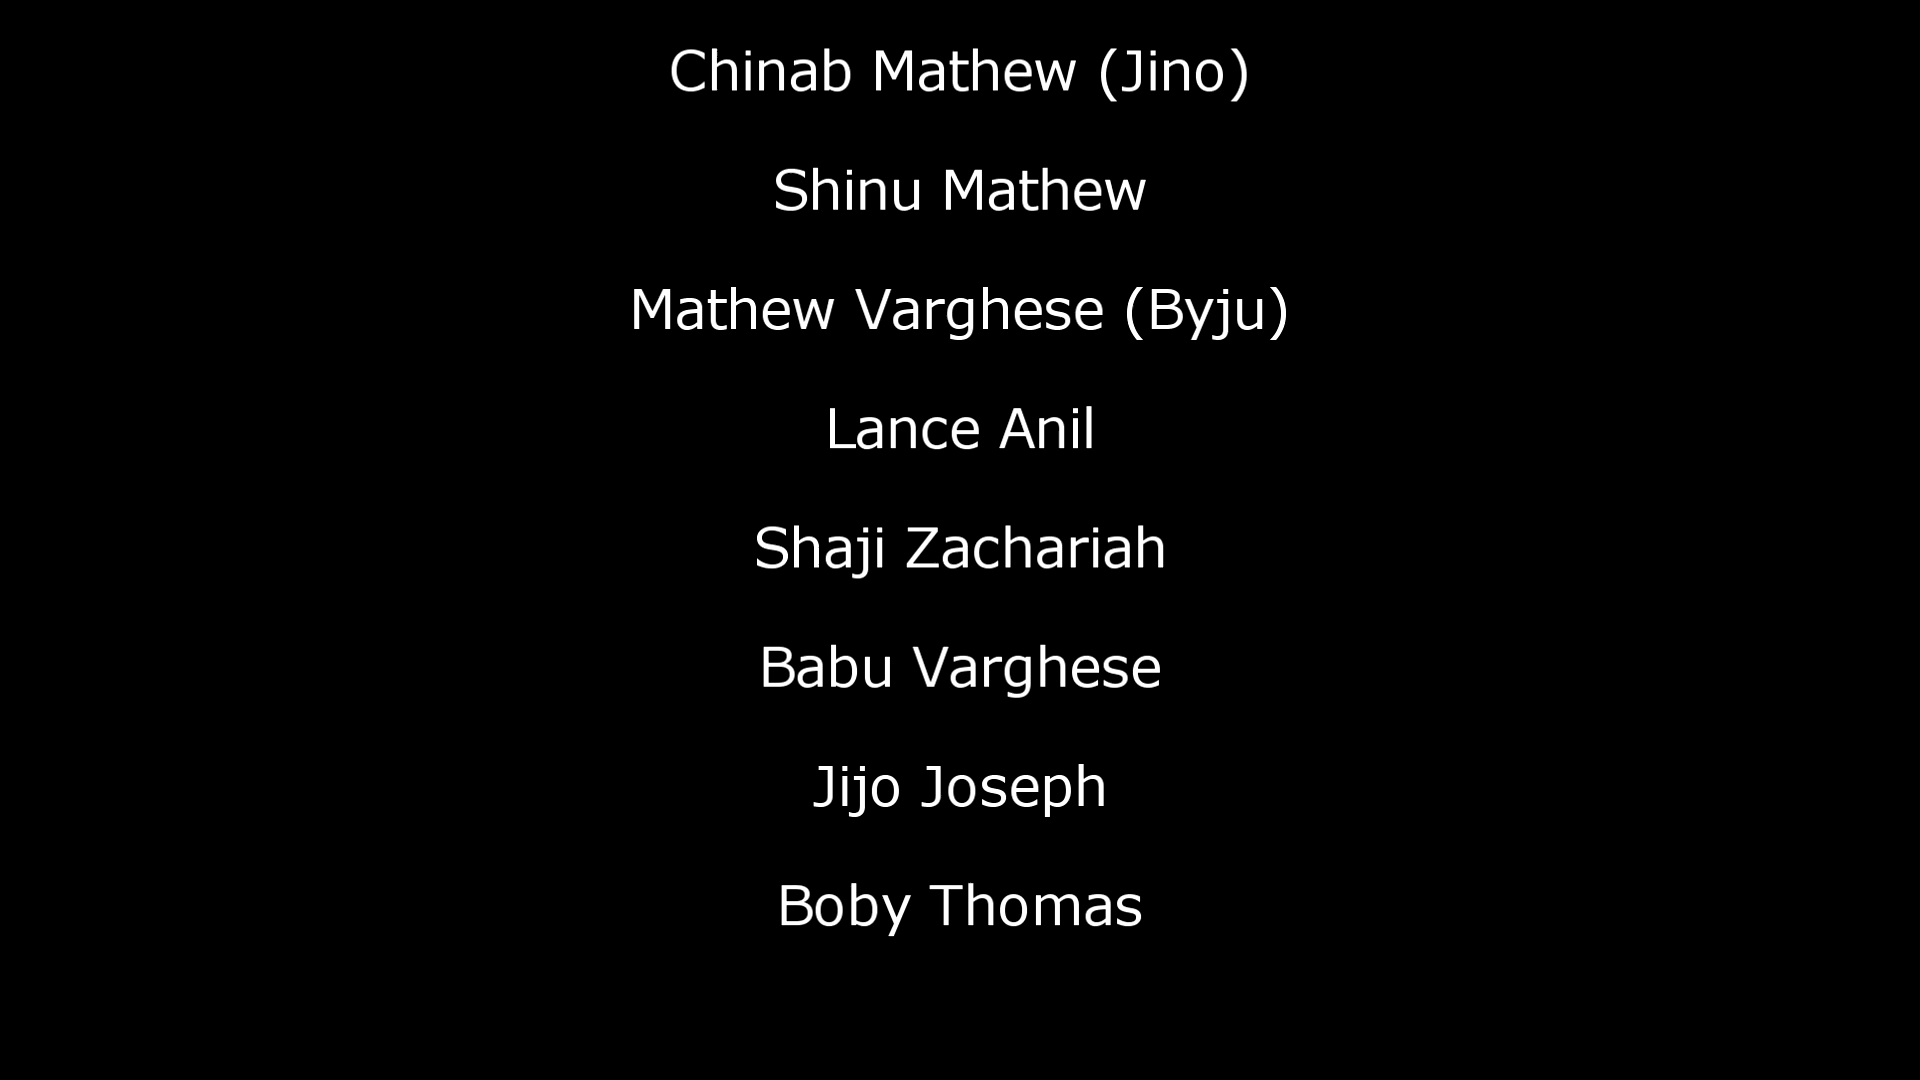 Chinab Mathew (Jino)
Shinu Mathew
Mathew Varghese (Byju)
Lance Anil
Shaji Zachariah
Babu Varghese
Jijo Joseph
Boby Thomas